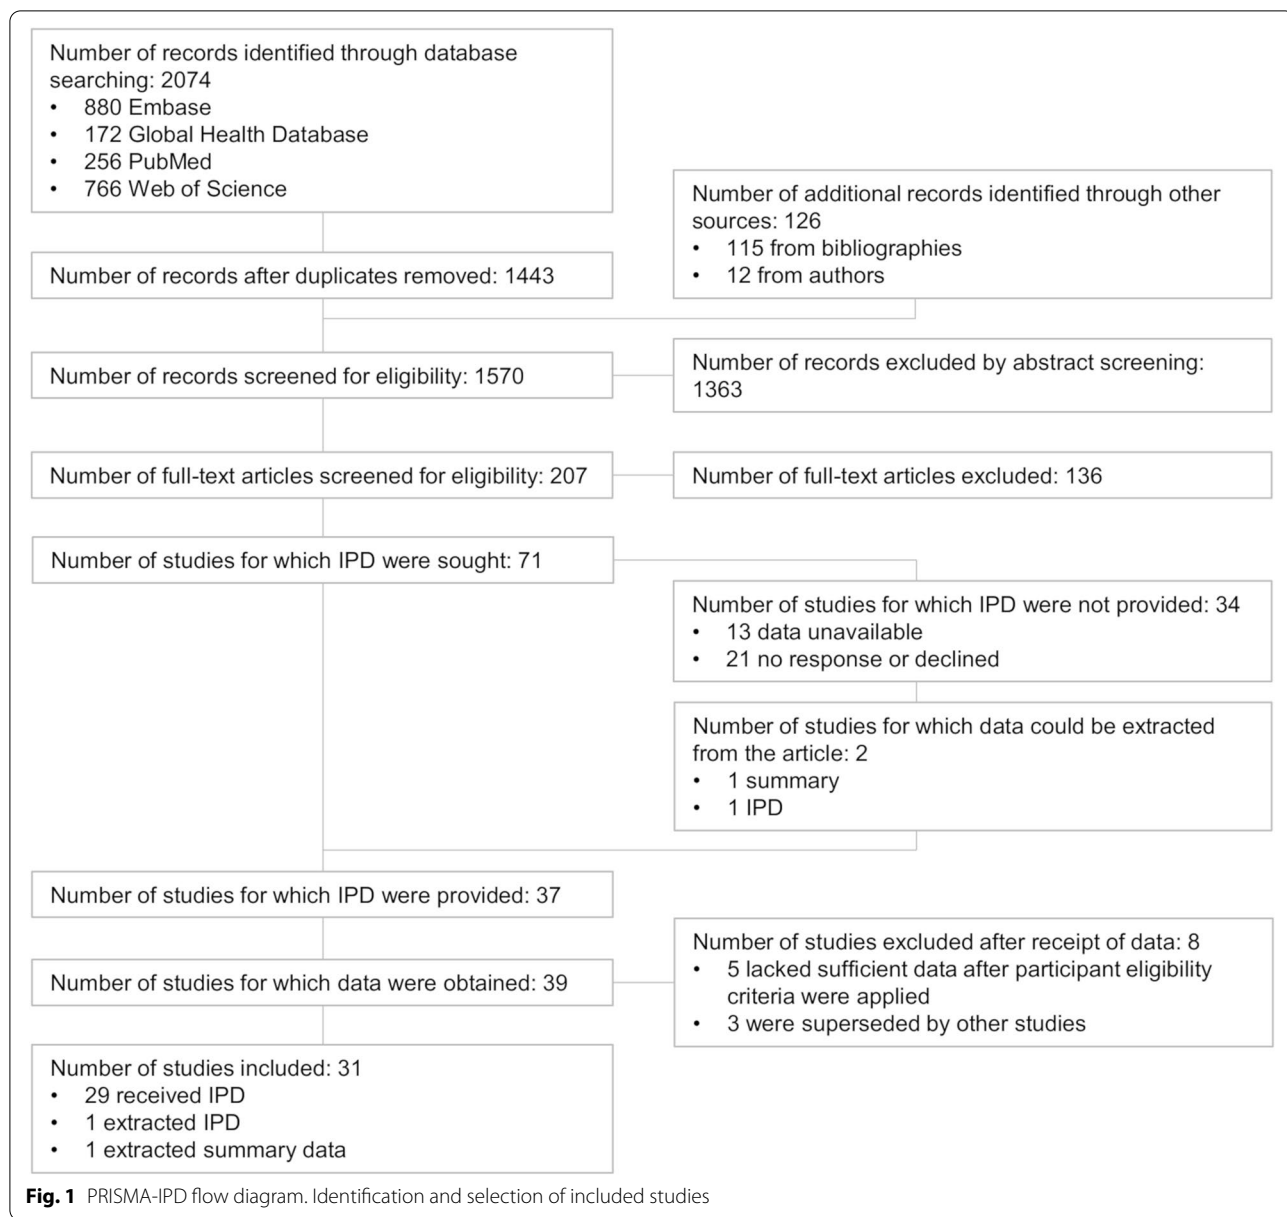 Number of records identified through database
searching: 2074
• 880 Embase
• 172 Global Health Database
• 256 PubMed
• 766 Web of Science
Number of additional records identified through other
sources: 126
• 115 from bibliographies
• 12 from authors
Number of records after duplicates removed: 1443
Number of records screened for eligibility: 1570
Number of records excluded by abstract screening:
1363
Number of full-text articles screened for eligibility: 207
Number of full-text articles excluded: 136
Number of studies for which IPD were sought: 71
Number of studies for which IPD were not provided: 34
• 13 data unavailable
• 21 no response or declined
Number of studies for which data could be extracted
from the article: 2
• 1 summary
• 1 IPD
Number of studies for which IPD were provided: 37
Number of studies for which data were obtained: 39
Number of studies excluded after receipt of data: 8
• 5 lacked sufficient data after participant eligibility
criteria were applied
• 3 were superseded by other studies
Number of studies included: 31
• 29 received IPD
• 1 extracted IPD
• 1 extracted summary data
Fig. 1 PRISMA-IPD flow diagram. Identification and selection of included studies